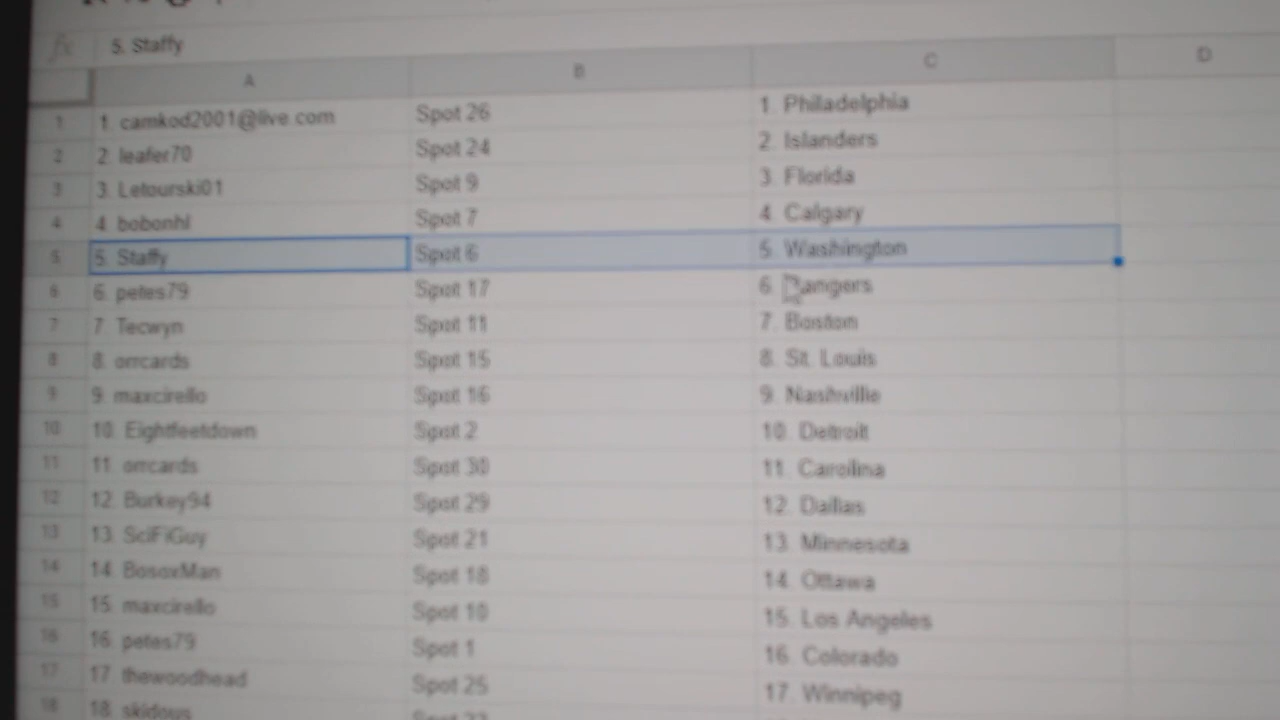 fx 5. Staffy
A B C D
1 1. camkod2001@live.com Spot 26 1. Philadelphia
2 2. leafer70 Spot 24 2. Islanders
3 3. Letourski01 Spot 9 3. Florida
4 4. bobonhl Spot 7 4. Calgary
5 5. Staffy Spot 6 5. Washington
6 6. petes79 Spot 17 6. Rangers
7 7. Tecwyn Spot 11 7. Boston
8 8. orrcards Spot 15 8. St. Louis
9 9. maxcirello Spot 16 9. Nashville
10 10. Eightfeetdown Spot 2 10. Detroit
11 11. orrcards Spot 30 11. Carolina
12 12. Burkey94 Spot 29 12. Dallas
13 13. SciFiGuy Spot 21 13. Minnesota
14 14. BosoxMan Spot 18 14. Ottawa
15 15. maxcirello Spot 10 15. Los Angeles
16 16. petes79 Spot 1 16. Colorado
17 17. thewoodhead Spot 25 17. Winnipeg
18 18. skidous Spot